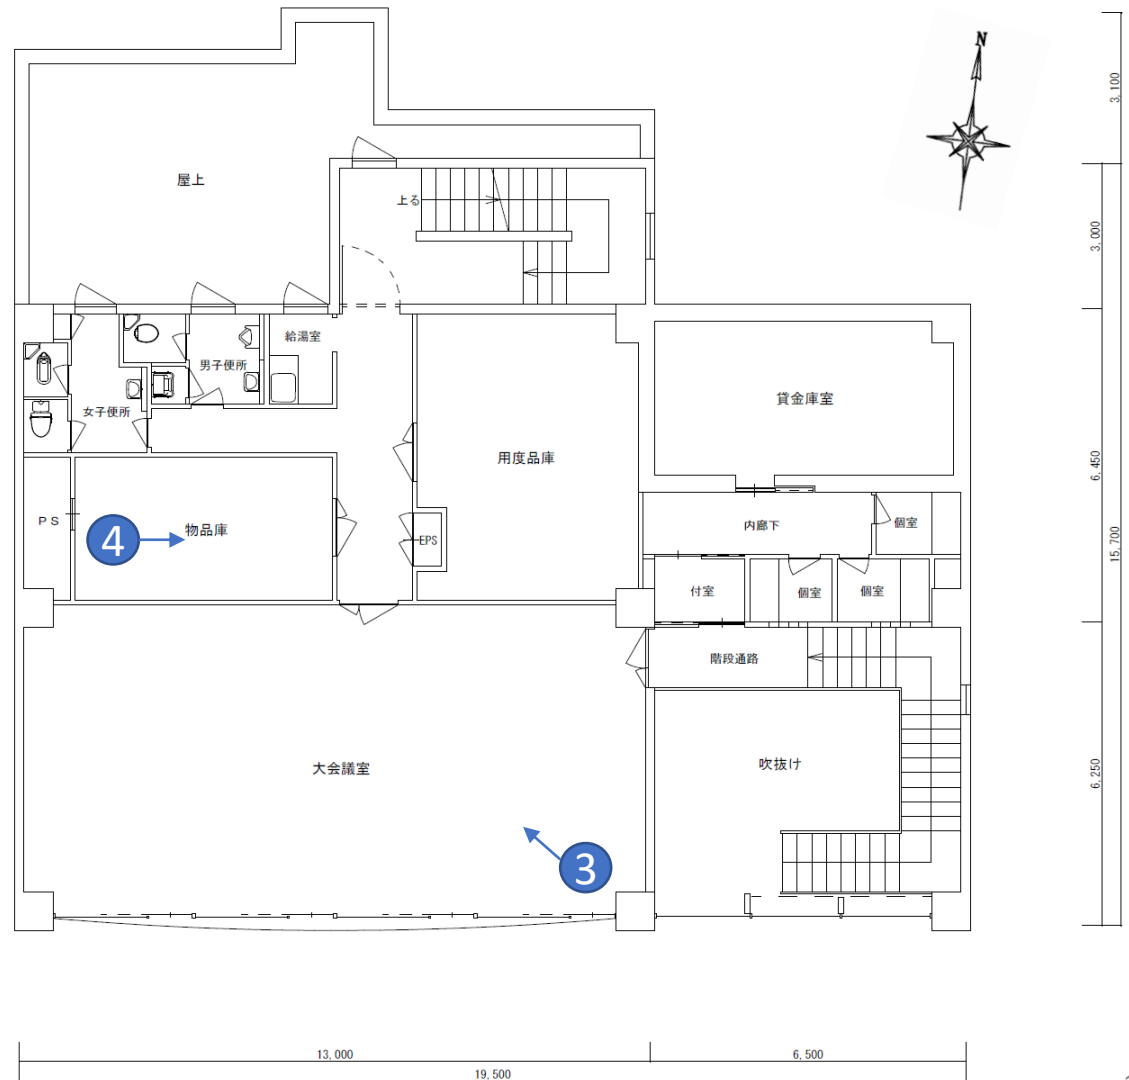 N
3,100
屋上
上る
3,000
給湯室
男子便所
女子便所
貸金庫室
用度品庫
6,450
PS
4
物品庫
EPS
内廊下
個室
15,700
付室
個室
個室
階段通路
大会議室
吹抜け
6,250
3
13,000
6,500
19,500